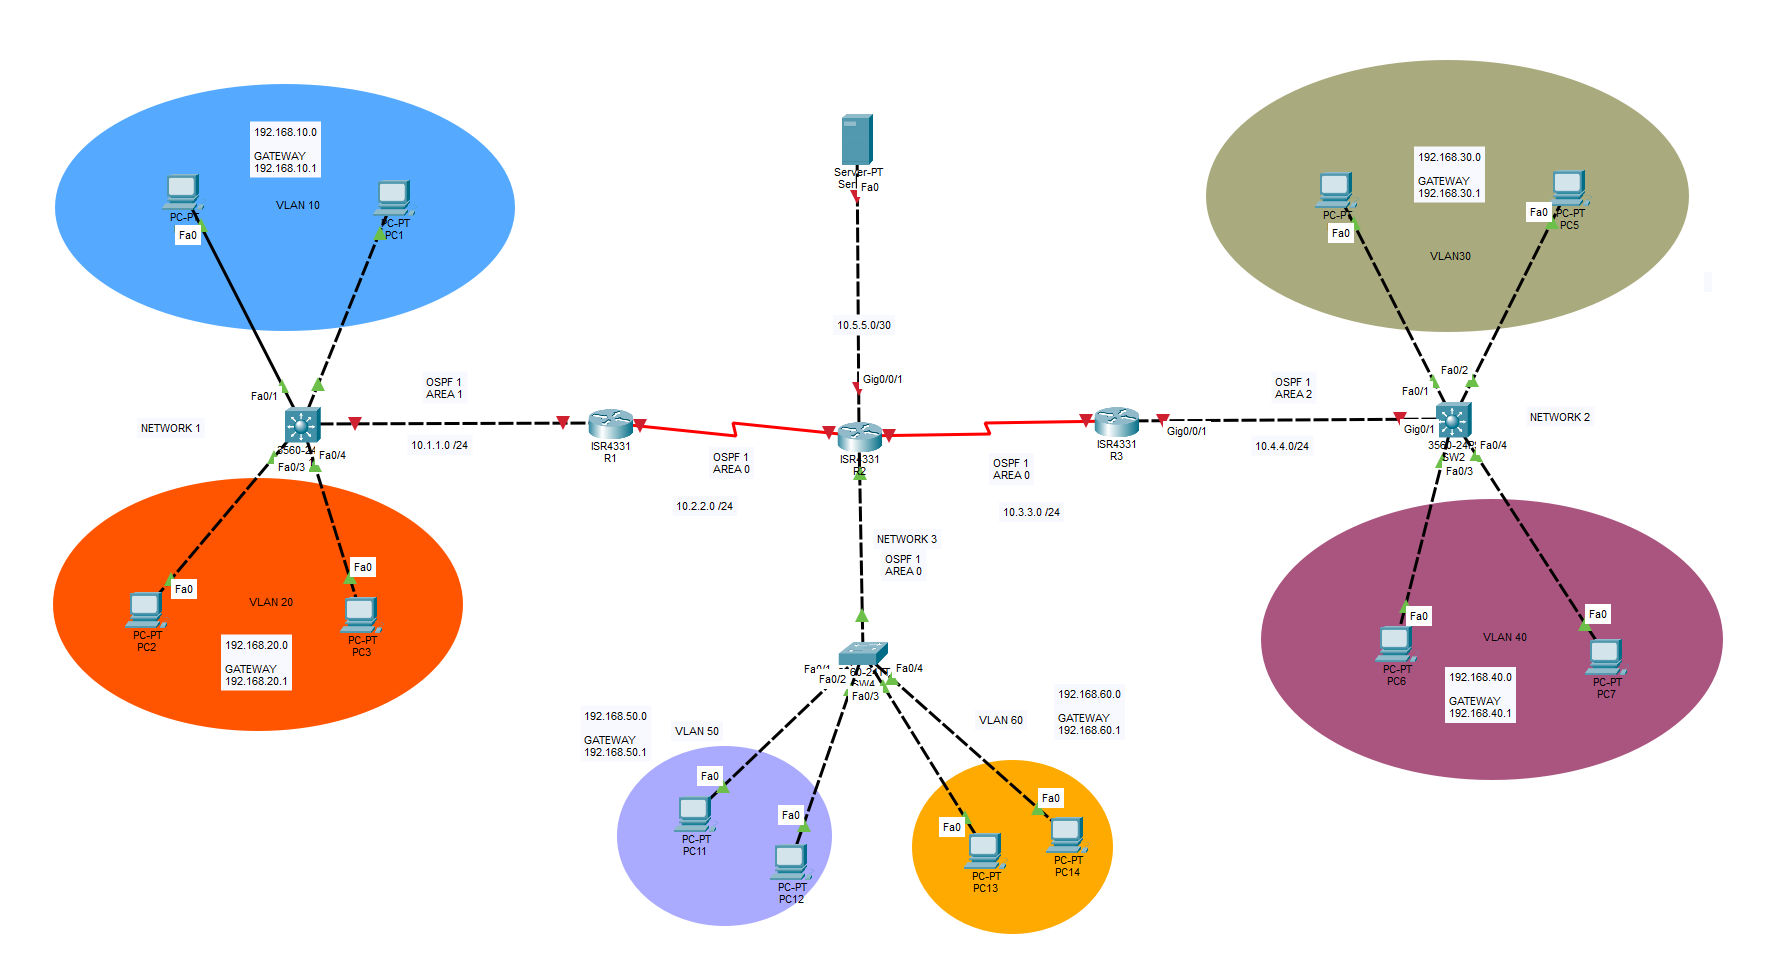 192.168.10.0
GATEWAY
192.168.10.1
VLAN 10
PC-PT
Fa0
PC-PT
PC1
Fa0/1
NETWORK 1
Fa0/3
Fa0/4
OSPF 1
AREA 1
10.1.1.0 /24
ISR4331
R1
Fa0
Fa0
PC-PT
PC2
PC-PT
PC3
VLAN 20
192.168.20.0
GATEWAY
192.168.20.1
Server-PT
Fa0
10.5.5.0/30
Gig0/0/1
ISR4331
R2
OSPF 1
AREA 0
10.2.2.0 /24
OSPF 1
AREA 0
10.3.3.0 /24
ISR4331
R3
Gig0/0/1
OSPF 1
AREA 2
10.4.4.0/24
NETWORK 3
OSPF 1
AREA 0
Fa0/2
Fa0/3
Fa0/4
SW4
192.168.50.0
GATEWAY
192.168.50.1
VLAN 50
Fa0
PC-PT
PC11
Fa0
PC-PT
PC12
VLAN 60
192.168.60.0
GATEWAY
192.168.60.1
Fa0
PC-PT
PC13
Fa0
PC-PT
PC14
192.168.30.0
GATEWAY
192.168.30.1
PC-PT
Fa0
Fa0
PC-PT
PC5
VLAN30
Fa0/2
Fa0/1
Gig0/1
NETWORK 2
Fa0/4
SW2
Fa0/3
Fa0
PC-PT
PC6
Fa0
PC-PT
PC7
VLAN 40
192.168.40.0
GATEWAY
192.168.40.1